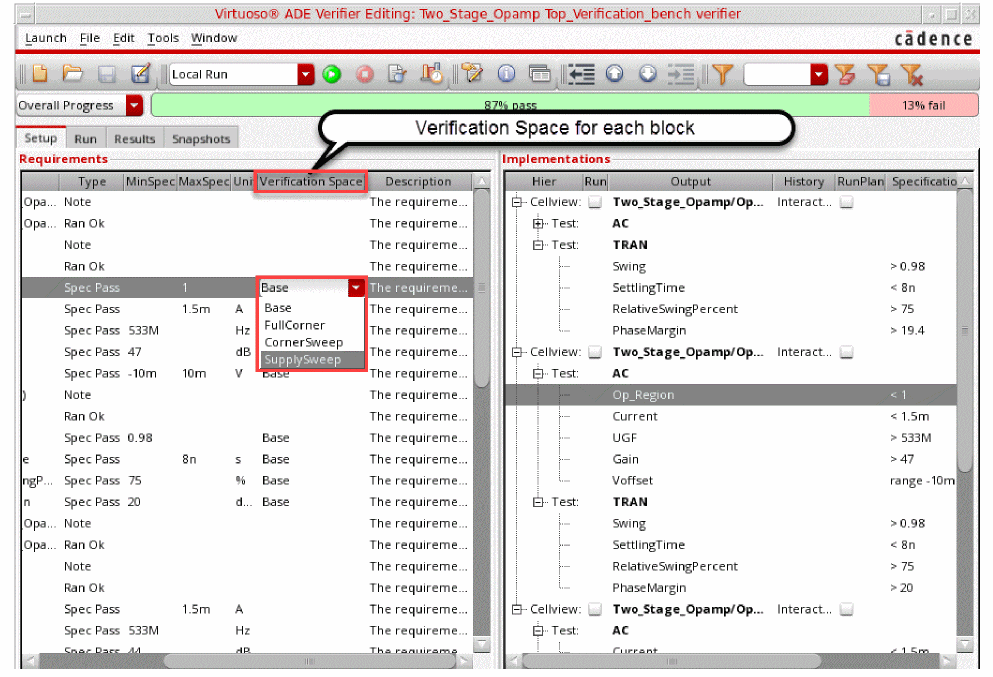 Virtuoso® ADE Verifier Editing: Two_Stage_Opamp Top_Verification_bench verifier
Launch File Edit Tools Window
cādence
Local Run
Overall Progress
87% pass
13% fail
Verification Space for each block
Setup Run Results Snapshots
Requirements
Type MinSpec MaxSpec Uni Verification Space Description
Opa... Note The requireme...
Opa... Ran Ok The requireme...
Note The requireme...
Ran Ok The requireme...
Spec Pass 1 Base The requireme...
Spec Pass 1.5m A Base The requireme...
Spec Pass 533M Hz FullCorner The requireme...
CornerSweep
Spec Pass 47 dB SupplySweep The requireme...
Spec Pass -10m 10m V Base The requireme...
) Note The requireme...
Ran Ok The requireme...
Spec Pass 0.98 Base The requireme...
e Spec Pass 8n s Base The requireme...
ngP... Spec Pass 75 % Base The requireme...
n Spec Pass 20 d... Base The requireme...
Opa... Note The requireme...
Opa... Ran Ok The requireme...
Note The requireme...
Ran Ok The requireme...
Spec Pass 1.5m A The requireme...
Spec Pass 533M Hz The requireme...
Spec Pass 44 dB The requireme...
Implementations
Hier Run Output History RunPlan Specificatio
Cellview: Two_Stage_Opamp/Op... Interact...
Test: AC
Test: TRAN
Swing > 0.98
SettlingTime < 8n
RelativeSwingPercent > 75
PhaseMargin > 19.4
Cellview: Two_Stage_Opamp/Op... Interact...
Test: AC
Op_Region < 1
Current < 1.5m
UGF > 533M
Gain > 47
Voffset range -10m
Test: TRAN
Swing > 0.98
SettlingTime < 8n
RelativeSwingPercent > 75
PhaseMargin > 20
Cellview: Two_Stage_Opamp/Op... Interact...
Test: AC
Current < 1.5m